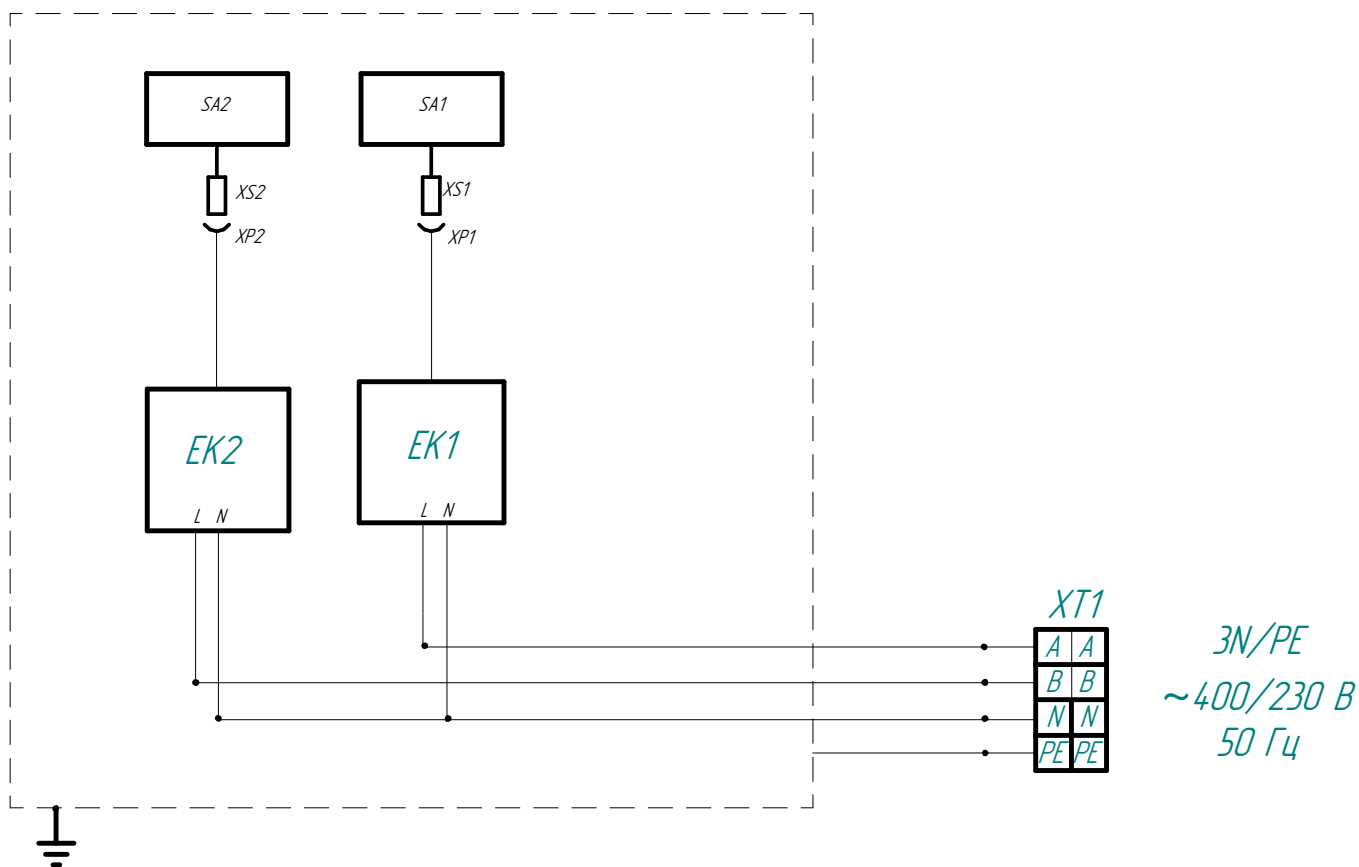 SA2
SA1
XS2
XS1
XP2
XP1
EK2
EK1
L N
L N
XT1
A A
B B
N N
PE PE
3N/PE
~400/230 В
50 Гц